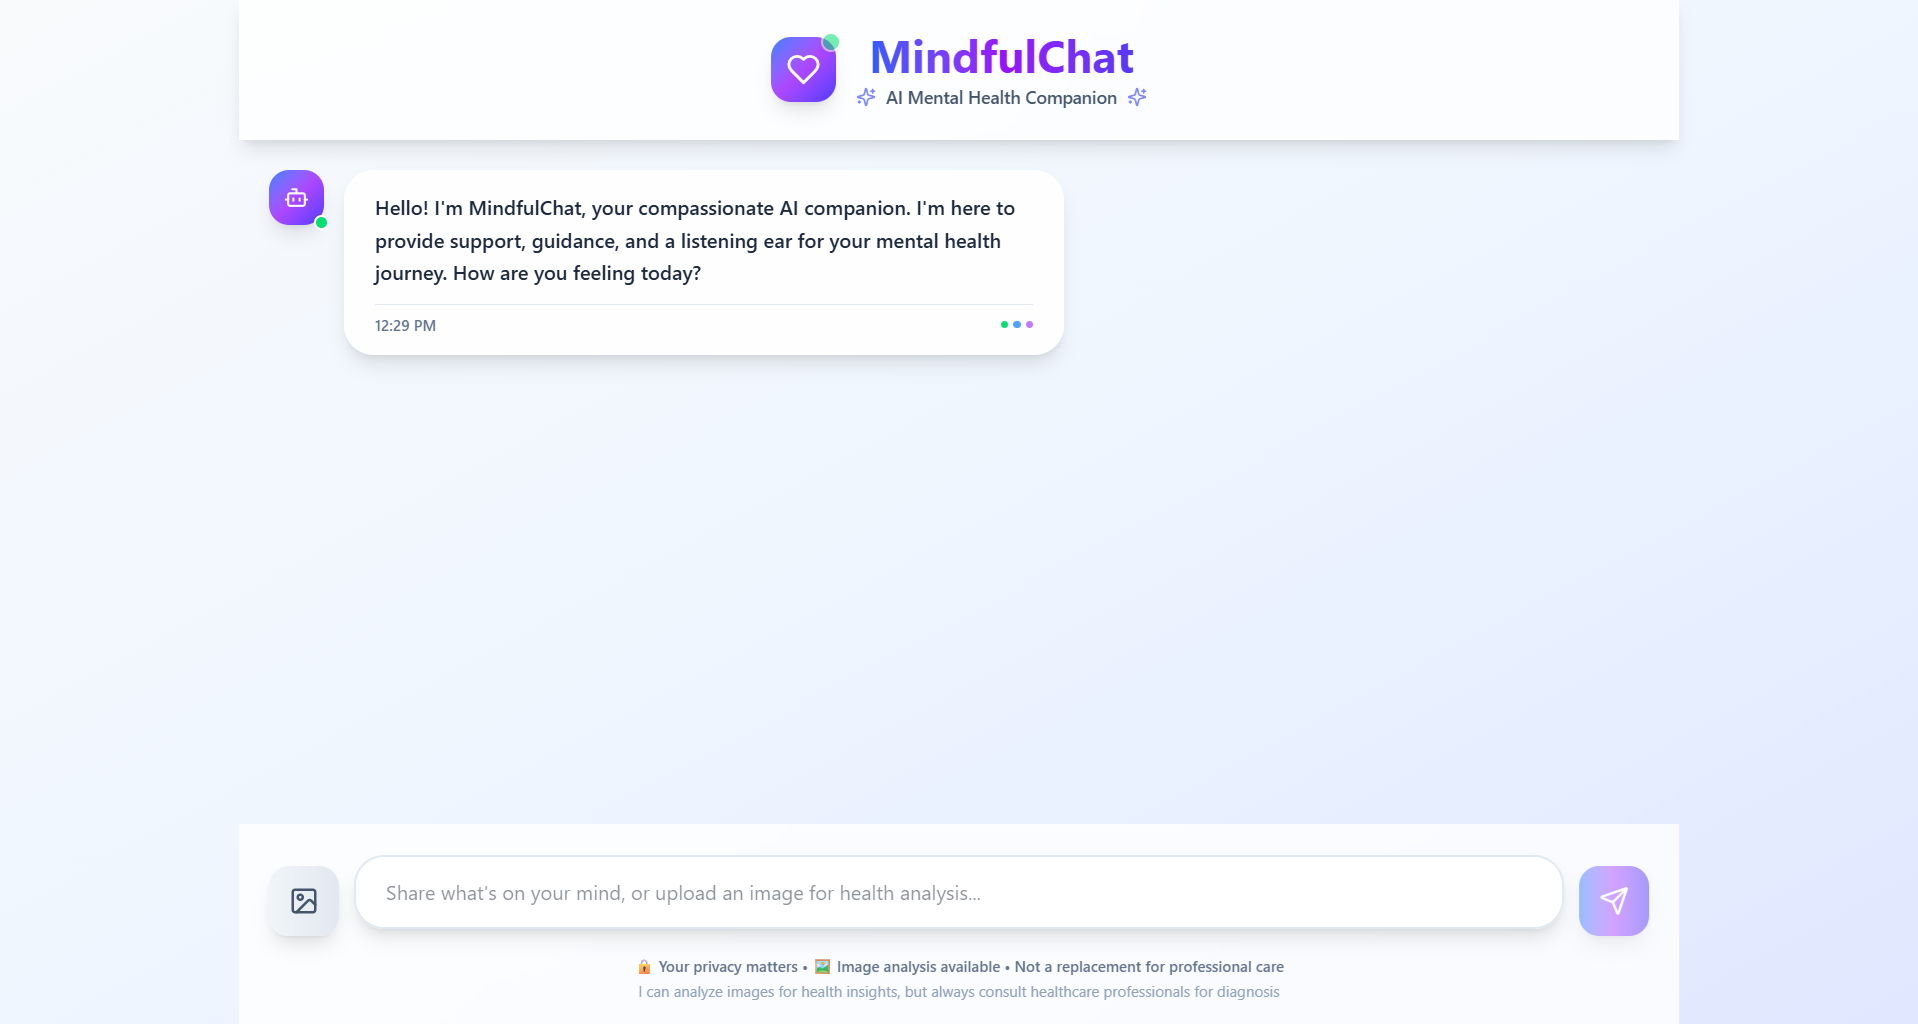 MindfulChat
AI Mental Health Companion
Hello! I'm MindfulChat, your compassionate AI companion. I'm here to
provide support, guidance, and a listening ear for your mental health
journey. How are you feeling today?
12:29 PM
Share what's on your mind, or upload an image for health analysis...
🔒 Your privacy matters • 🖼️ Image analysis available • Not a replacement for professional care
I can analyze images for health insights, but always consult healthcare professionals for diagnosis